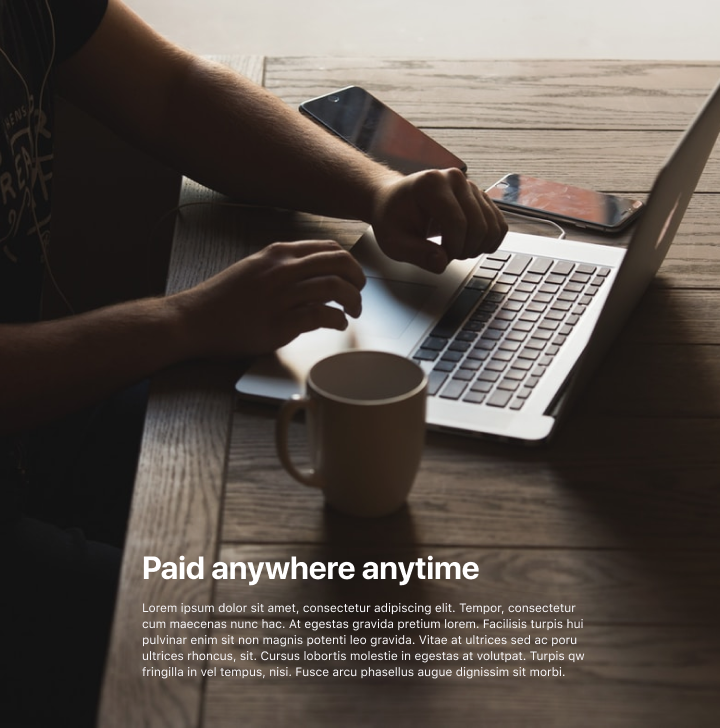 Paid anywhere anytime
Lorem ipsum dolor sit amet, consectetur adipiscing elit. Tempor, consectetur
cum maecenas nunc hac. At egestas gravida pretium lorem. Facilisis turpis hui
pulvinar enim sit non magnis potenti leo gravida. Vitae at ultrices sed ac poru
ultrices rhoncus, sit. Cursus lobortis molestie in egestas at volutpat. Turpis qw
fringilla in vel tempus, nisi. Fusce arcu phasellus augue dignissim sit morbi.